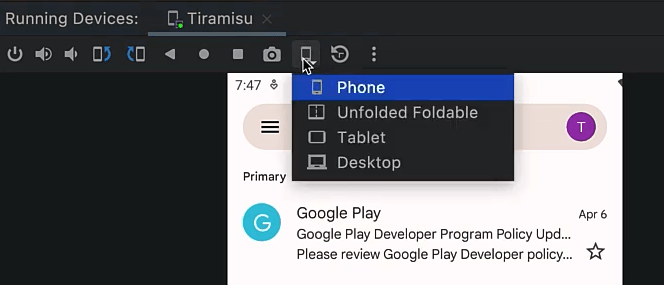 Running Devices: Tiramisu
7:47
Phone
Unfolded Foldable
Tablet
Desktop
T
Primary
G
Google Play Apr 6
Google Play Developer Program Policy Upd...
Please review Google Play Developer policy...